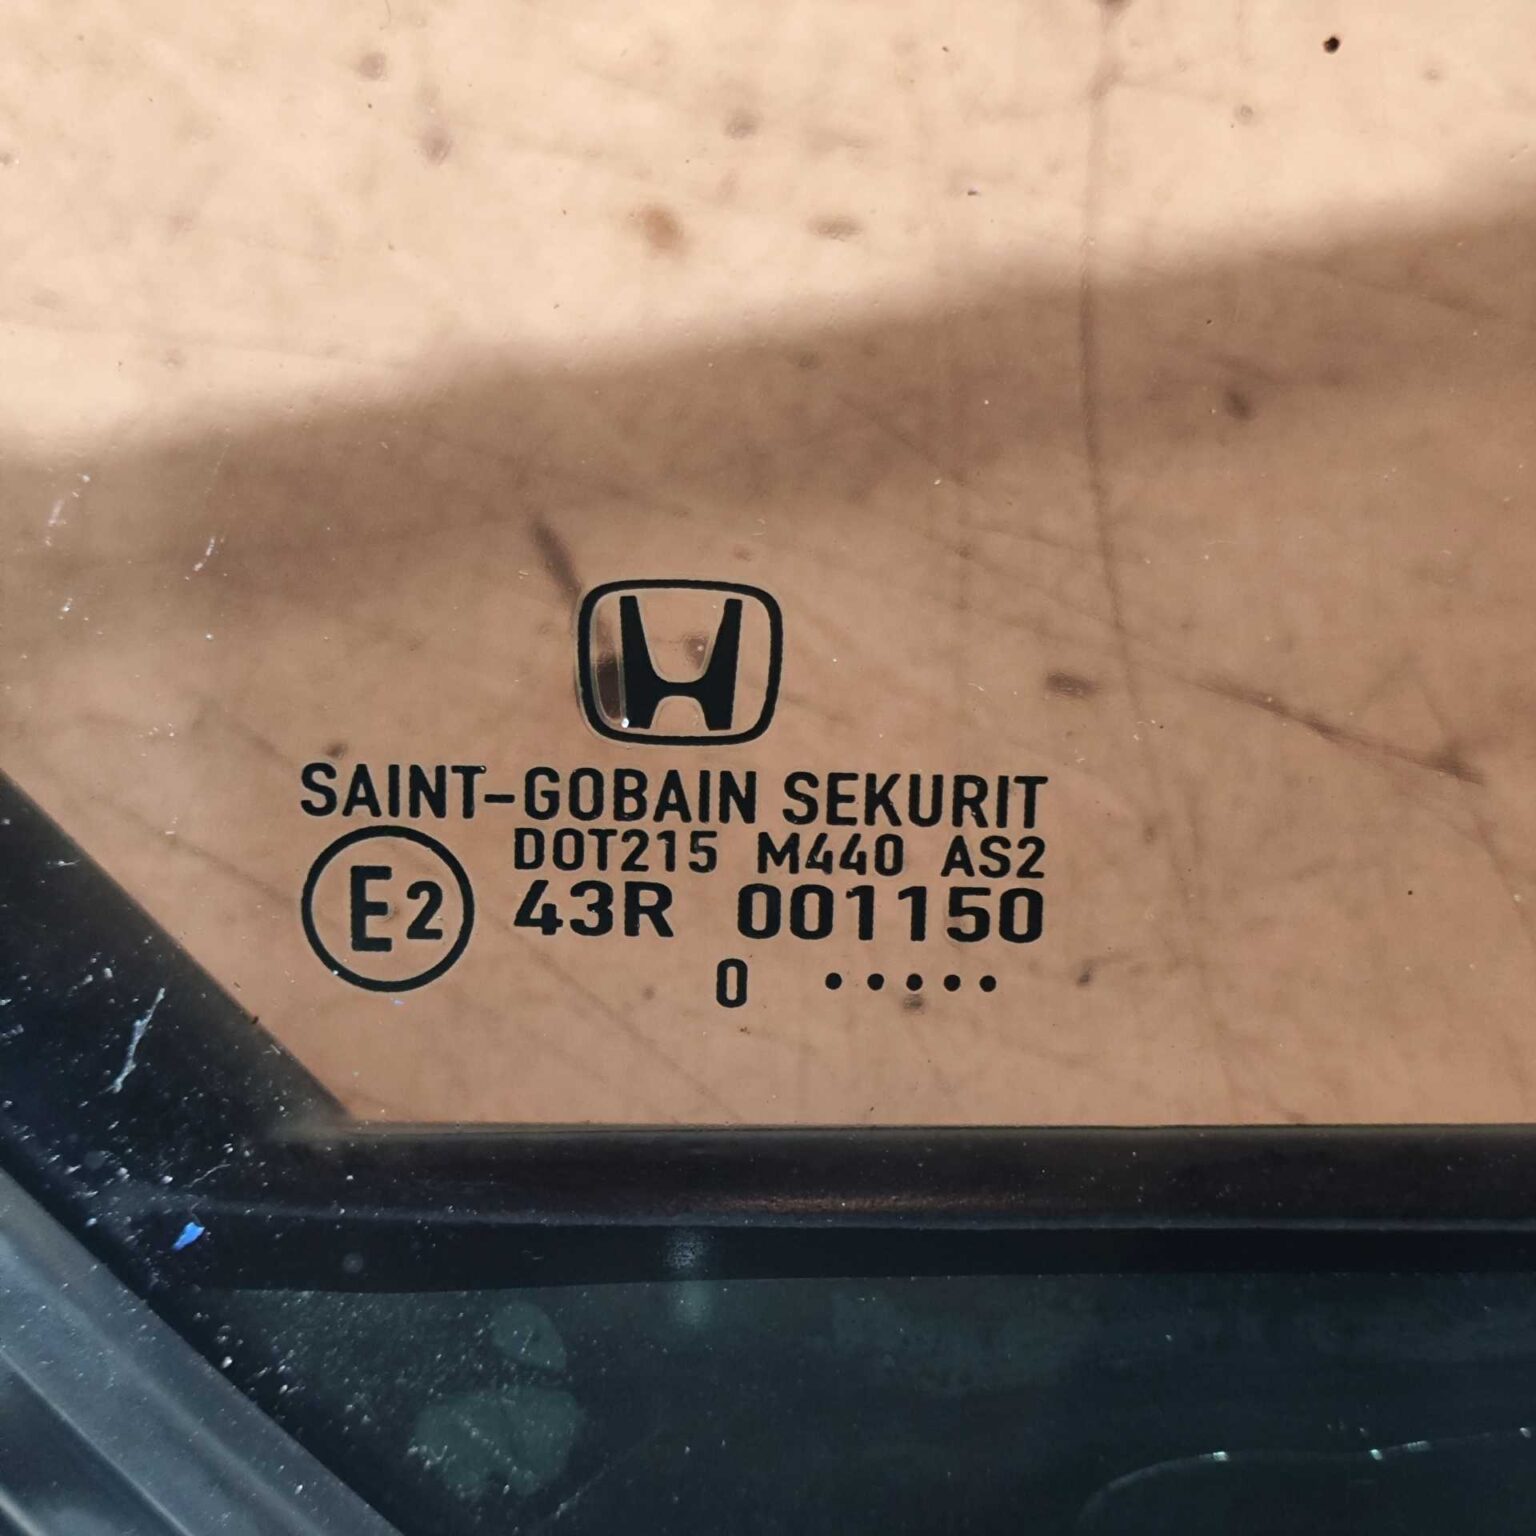 SAINT-GOBAIN SEKURIT
DOT215 M440 AS2
E2 43R 001150
0 •••••